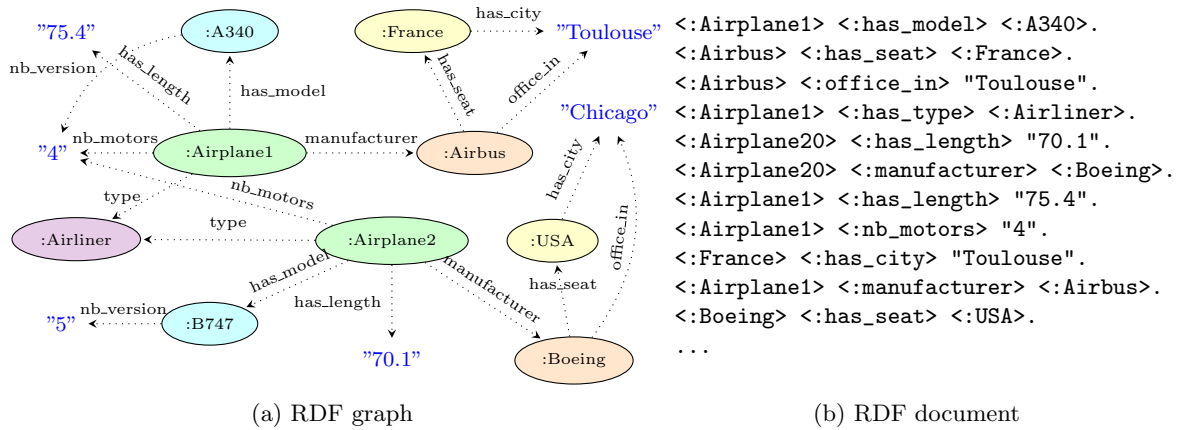 "75.4"
:A340
:France
has_city
"Toulouse"
nb_version
has_length
has_model
has_seat
office_in
"Chicago"
"4"
nb_motors
:Airplane1
manufacturer
:Airbus
has_city
type
nb_motors
office_in
:Airliner
type
:Airplane2
:USA
has_model
has_length
manufacturer
has_seat
"5"
nb_version
:B747
"70.1"
:Boeing
(a) RDF graph
<:Airplane1> <:has_model> <:A340>.
<:Airbus> <:has_seat> <:France>.
<:Airbus> <:office_in> "Toulouse".
<:Airplane1> <:has_type> <:Airliner>.
<:Airplane20> <:has_length> "70.1".
<:Airplane20> <:manufacturer> <:Boeing>.
<:Airplane1> <:has_length> "75.4".
<:Airplane1> <:nb_motors> "4".
<:France> <:has_city> "Toulouse".
<:Airplane1> <:manufacturer> <:Airbus>.
<:Boeing> <:has_seat> <:USA>.
...
(b) RDF document